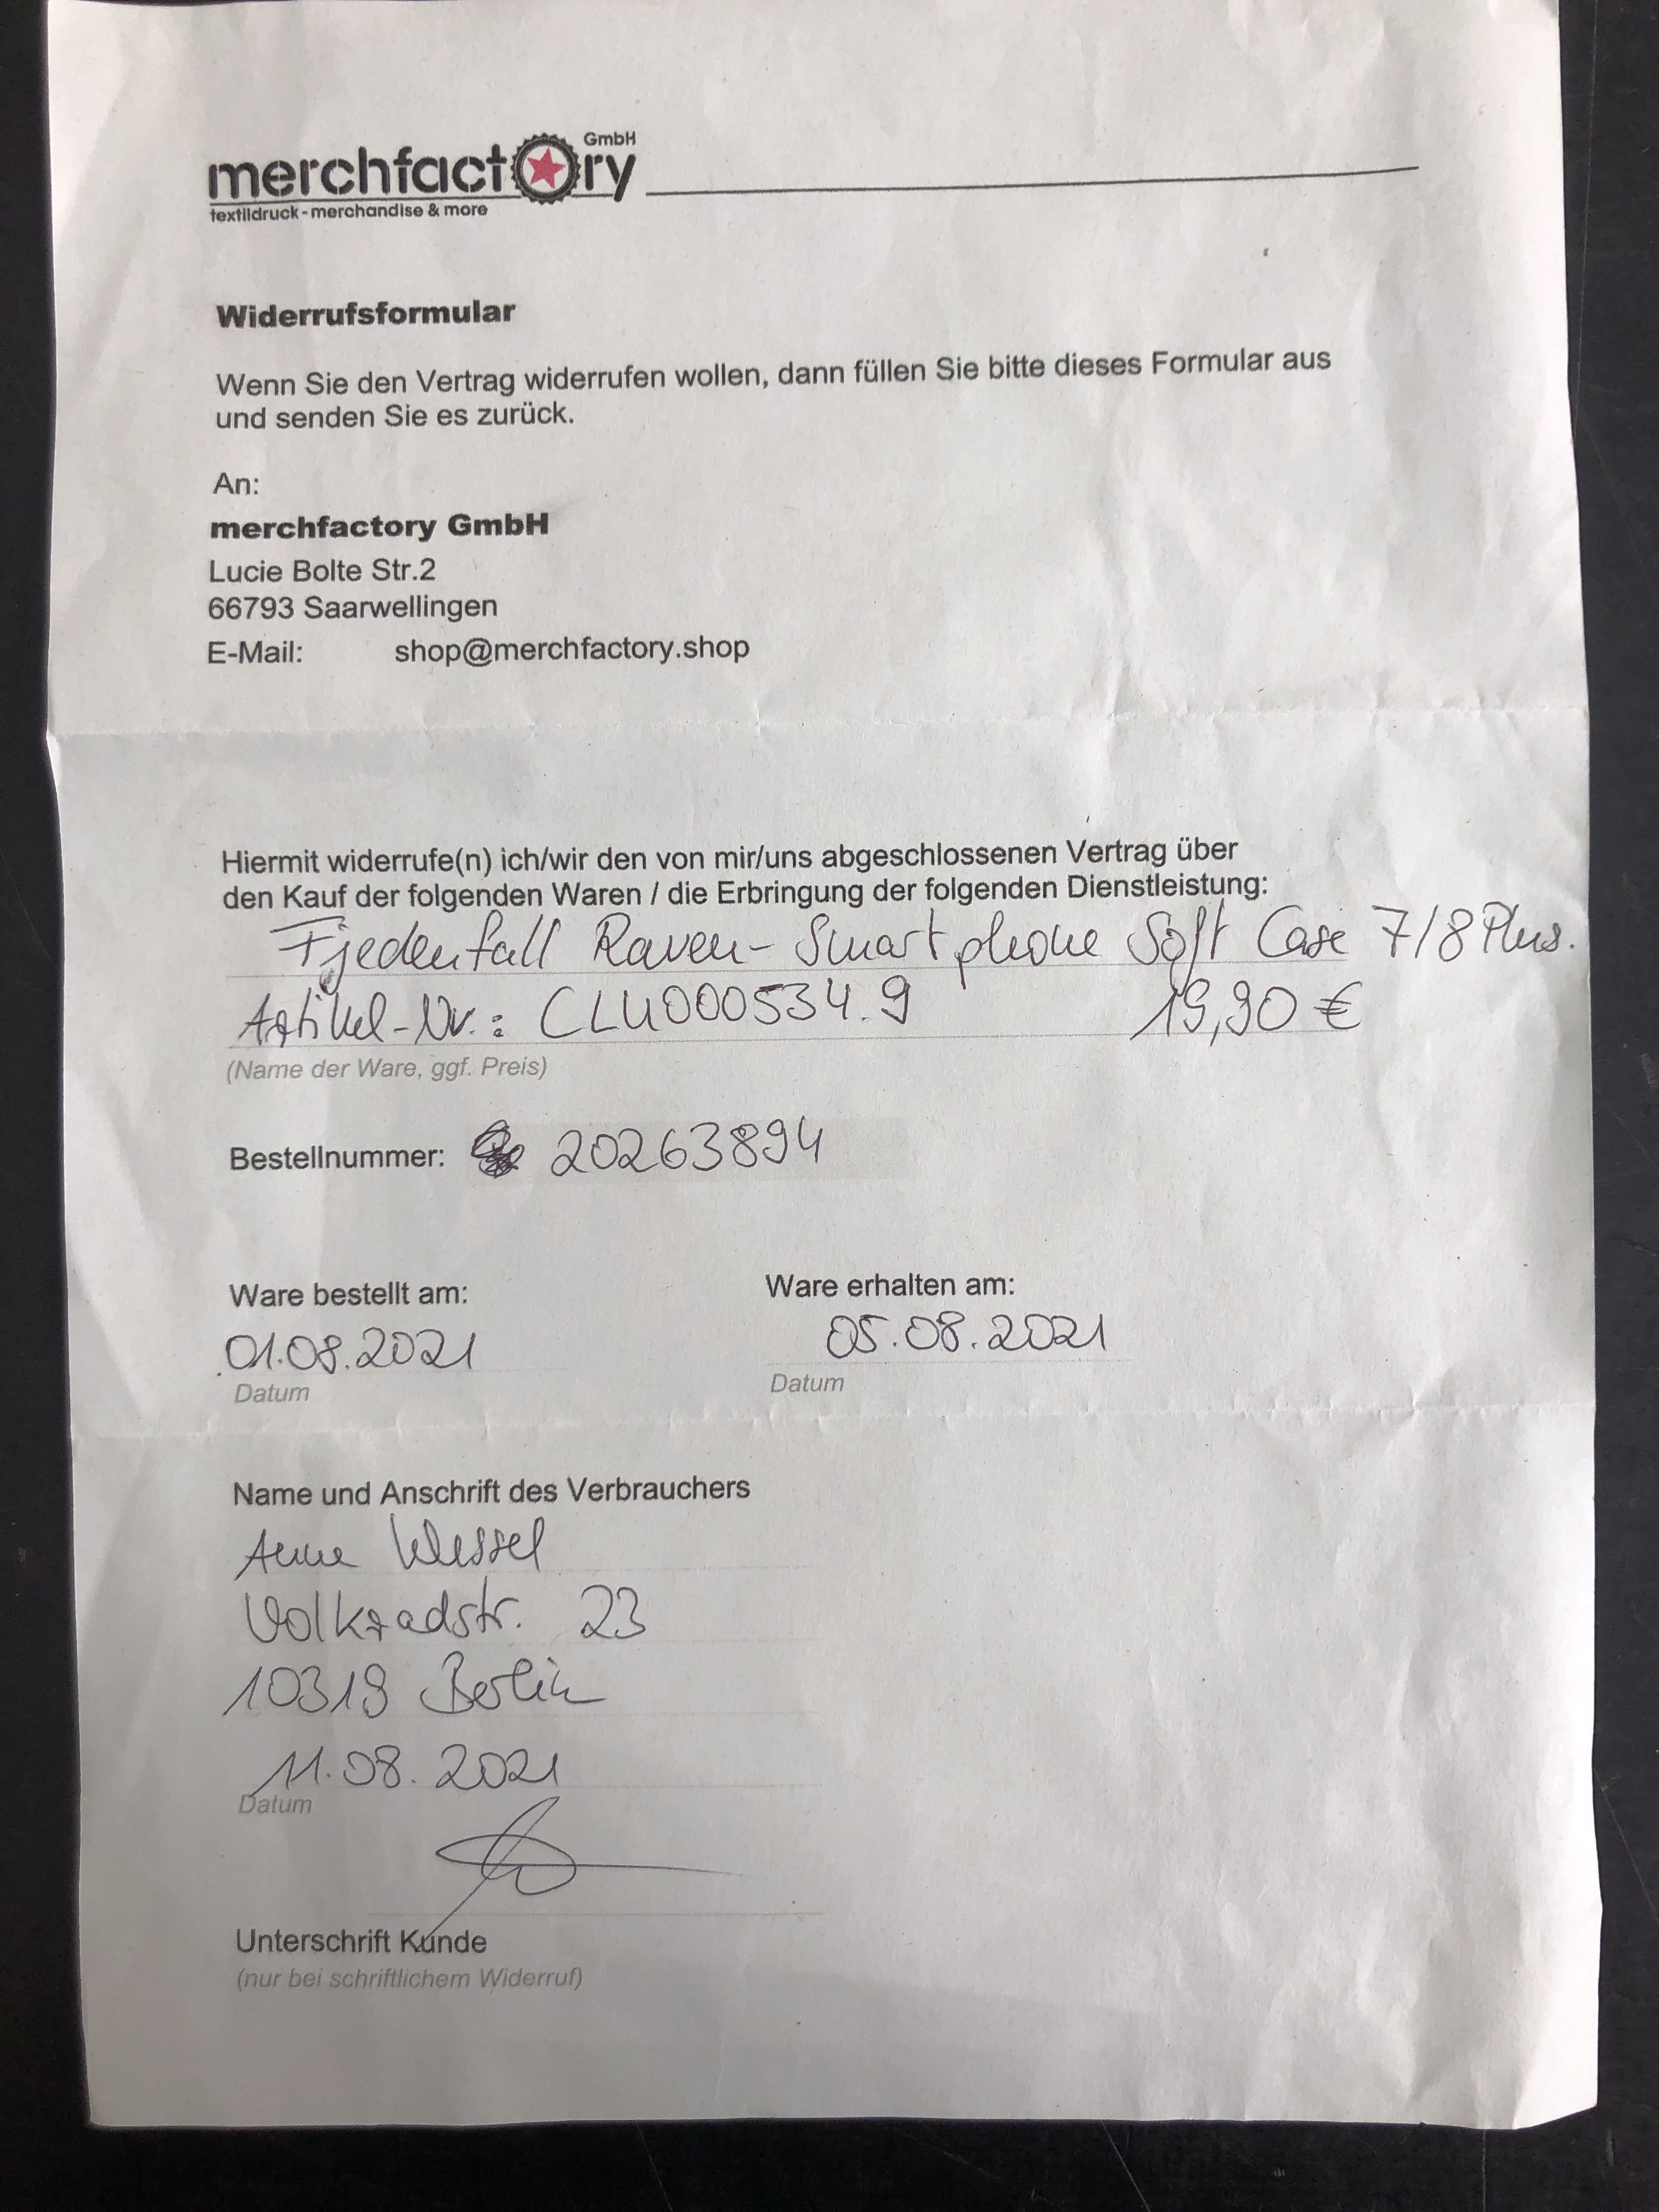 merchfactory GmbH
textildruck - merchandise & more
Widerrufsformular
Wenn Sie den Vertrag widerrufen wollen, dann füllen Sie bitte dieses Formular aus
und senden Sie es zurück.
An:
merchfactory GmbH
Lucie Bolte Str.2
66793 Saarwellingen
E-Mail: shop@merchfactory.shop
Hiermit widerrufe(n) ich/wir den von mir/uns abgeschlossenen Vertrag über
den Kauf der folgenden Waren / die Erbringung der folgenden Dienstleistung:
Fjedenfall Raven-Smartphone Soft Case 7/8 Plus.
Artikel-Nr.: CLU000534.9 19,90 €
(Name der Ware, ggf. Preis)
Bestellnummer: 20263894
Ware bestellt am: Ware erhalten am:
01.08.2021 05.08.2021
Datum Datum
Name und Anschrift des Verbrauchers
Anne Wessel
Volkradstr. 23
10319 Berlin
11.08.2021
Datum
Unterschrift Kunde
(nur bei schriftlichem Widerruf)